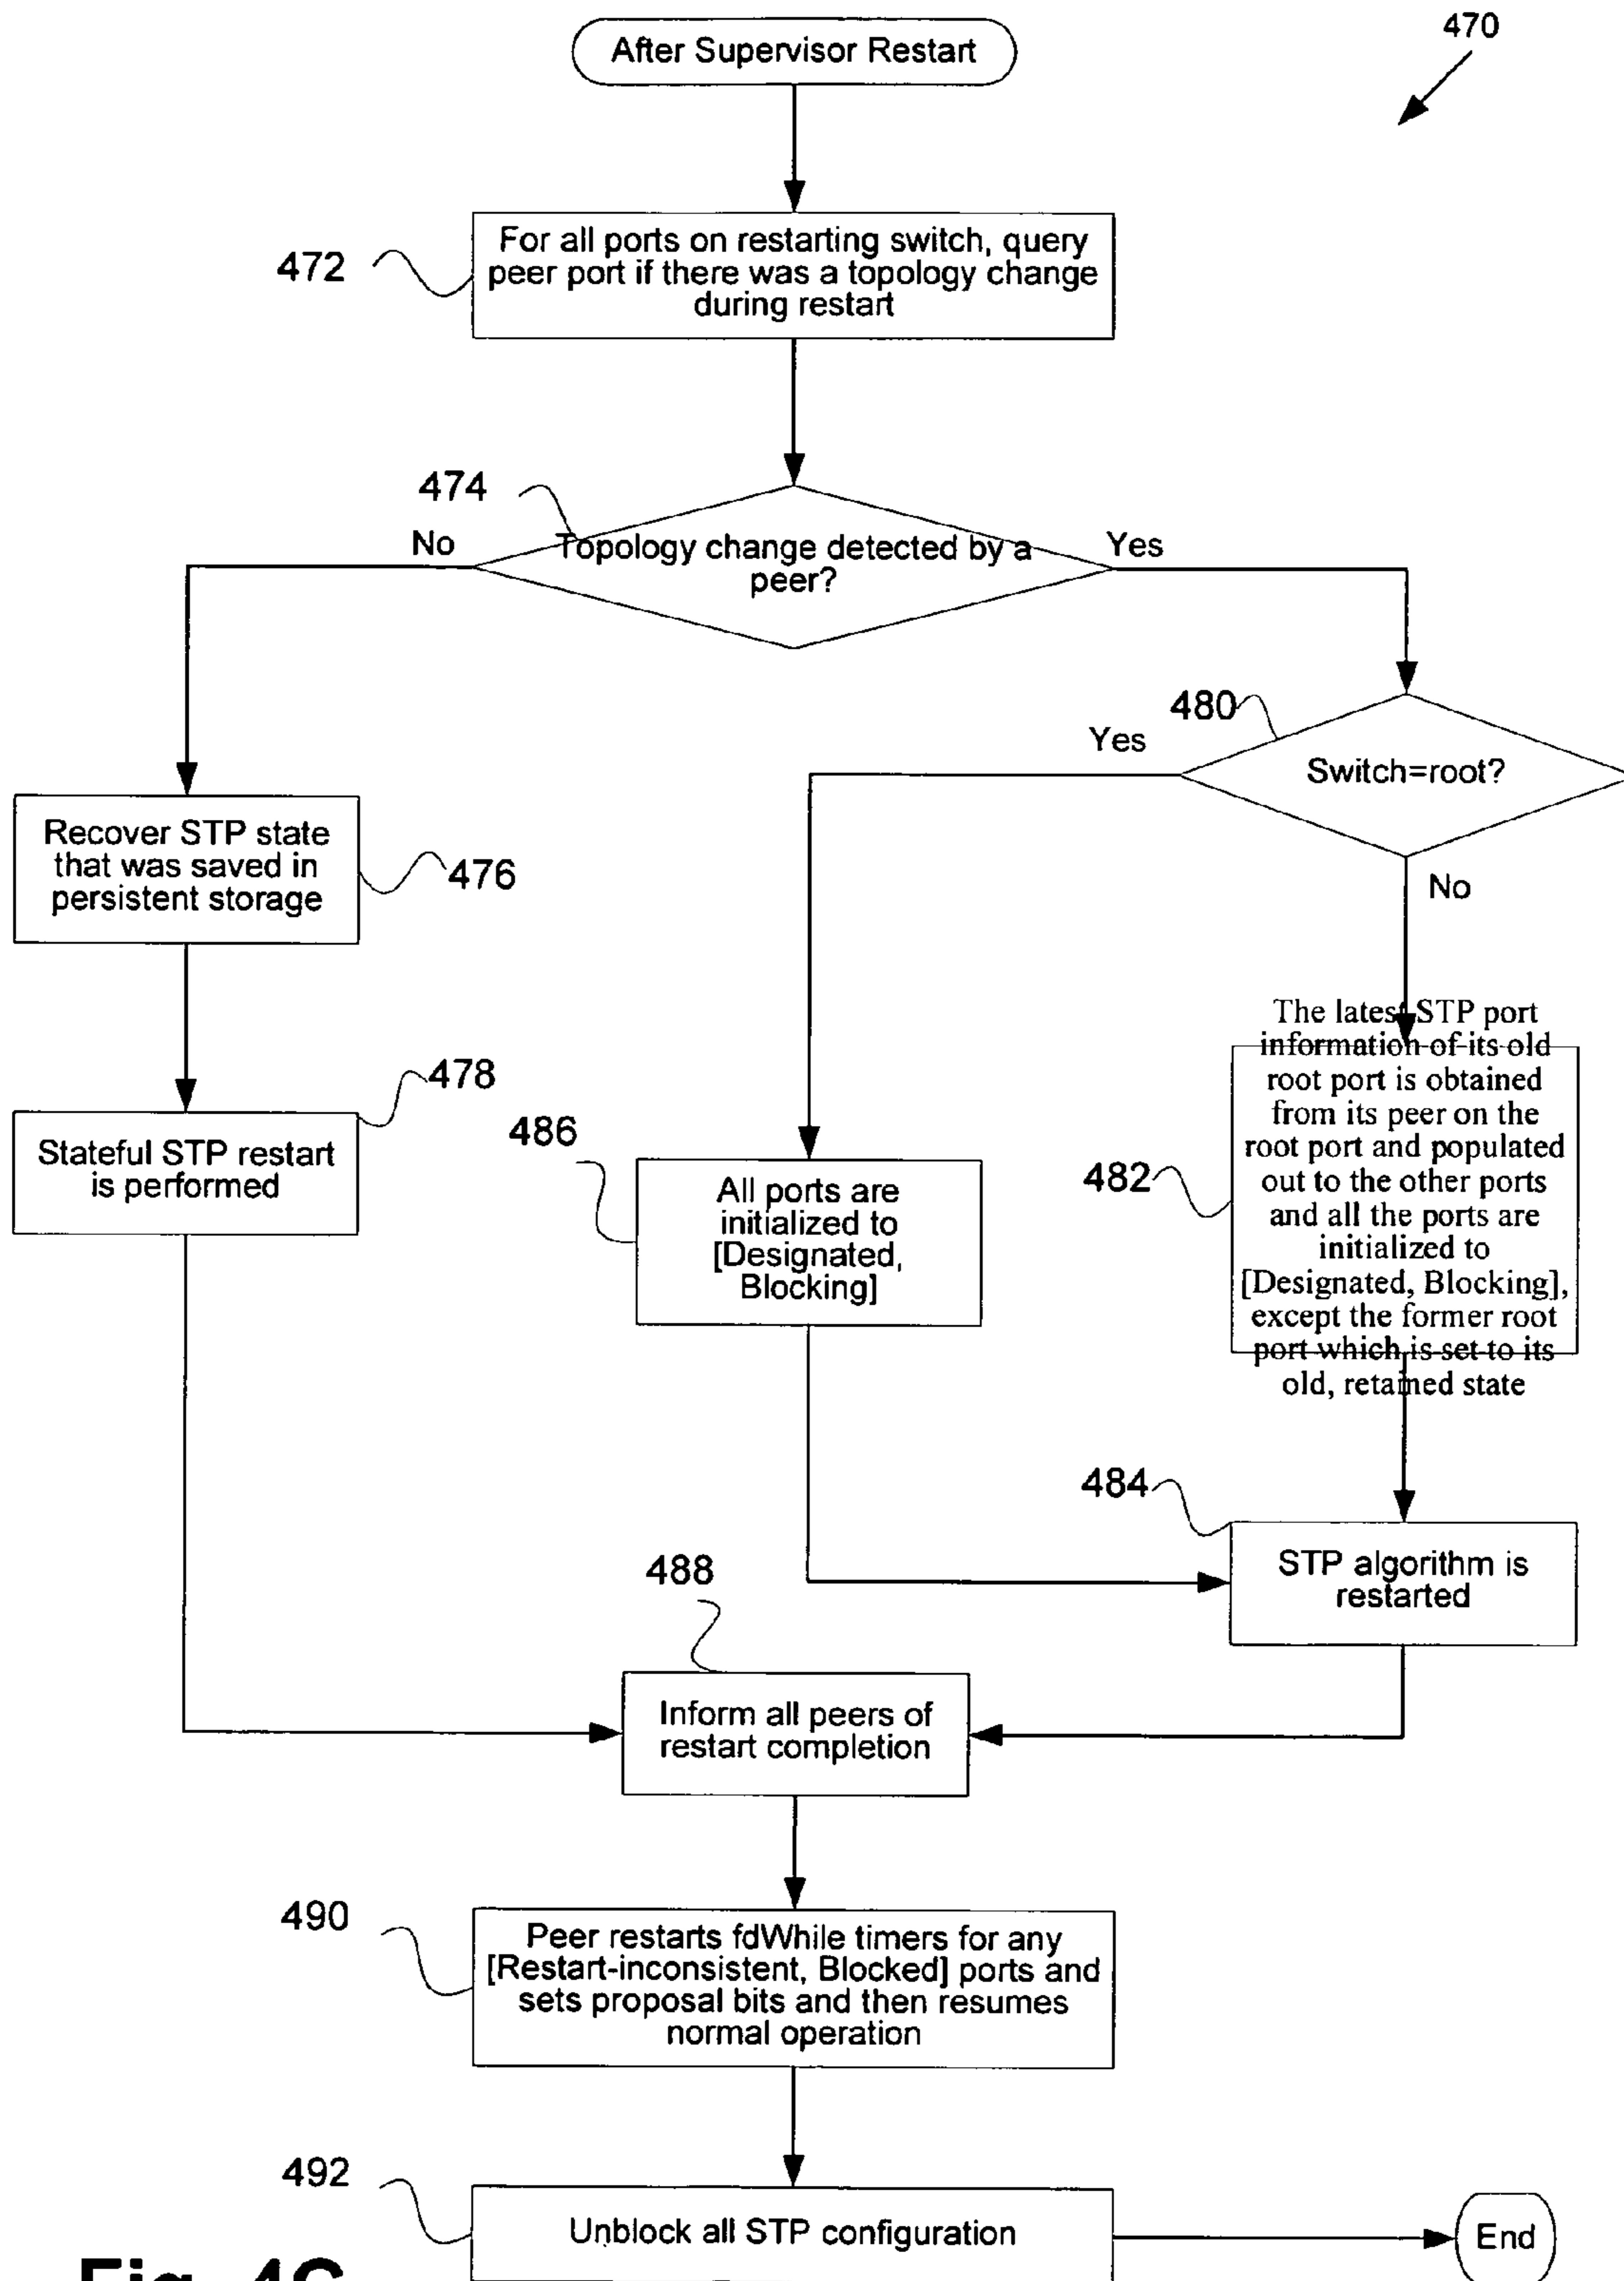 After Supervisor Restart
470
472
For all ports on restarting switch, query
peer port if there was a topology change
during restart
474
No
Topology change detected by a
peer?
Yes
480
Yes
Switch=root?
No
Recover STP state
that was saved in
persistent storage
476
478
Stateful STP restart
is performed
486
All ports are
initialized to
[Designated,
Blocking]
482
The latest STP port
information of its old
root port is obtained
from its peer on the
root port and populated
out to the other ports
and all the ports are
initialized to
[Designated, Blocking],
except the former root
port which is set to its
old, retained state
484
STP algorithm is
restarted
488
Inform all peers of
restart completion
490
Peer restarts fdWhile timers for any
[Restart-inconsistent, Blocked] ports and
sets proposal bits and then resumes
normal operation
492
Unblock all STP configuration
End
Fig. 4C